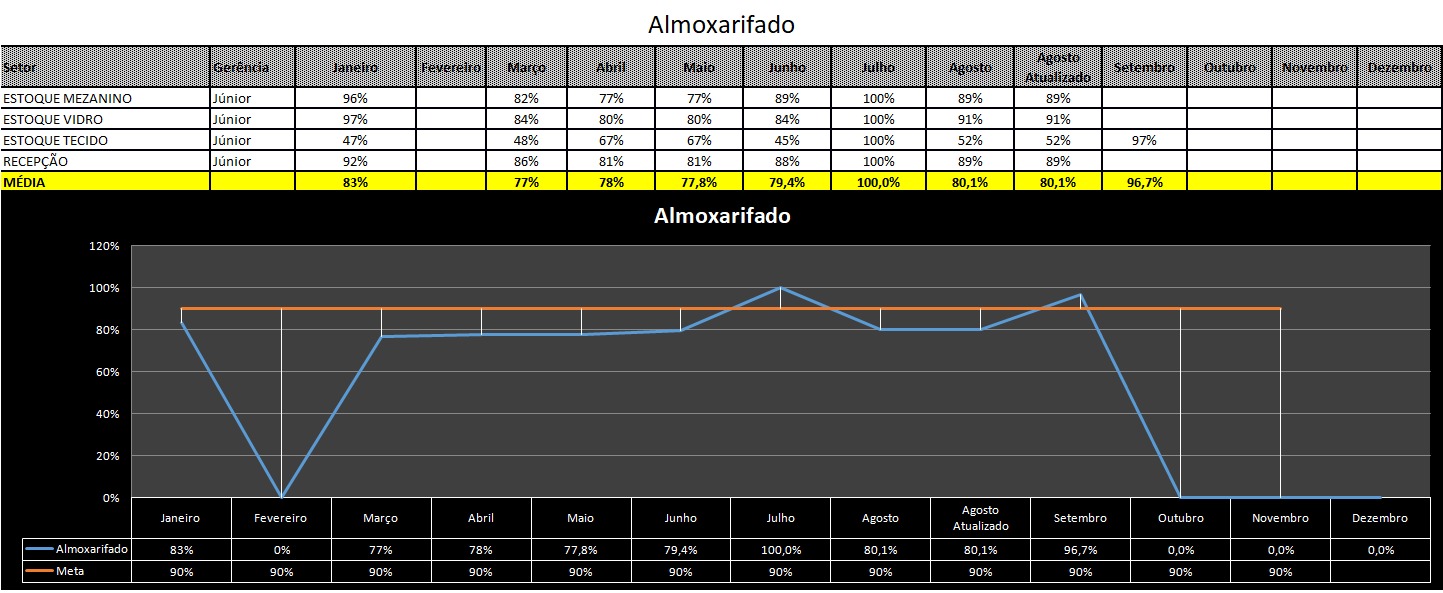 Almoxarifado
Setor Gerência Janeiro Fevereiro Março Abril Maio Junho Julho Agosto Agosto Atualizado Setembro Outubro Novembro Dezembro
ESTOQUE MEZANINO Júnior 96% 82% 77% 77% 89% 100% 89% 89%
ESTOQUE VIDRO Júnior 97% 84% 80% 80% 84% 100% 91% 91%
ESTOQUE TECIDO Júnior 47% 48% 67% 67% 45% 100% 52% 52% 97%
RECEPÇÃO Júnior 92% 86% 81% 81% 88% 100% 89% 89%
MÉDIA 83% 77% 78% 77,8% 79,4% 100,0% 80,1% 80,1% 96,7%
Almoxarifado
120%
100%
80%
60%
40%
20%
0%
Janeiro Fevereiro Março Abril Maio Junho Julho Agosto Agosto Atualizado Setembro Outubro Novembro Dezembro
Almoxarifado 83% 0% 77% 78% 77,8% 79,4% 100,0% 80,1% 80,1% 96,7% 0,0% 0,0% 0,0%
Meta 90% 90% 90% 90% 90% 90% 90% 90% 90% 90% 90% 90%